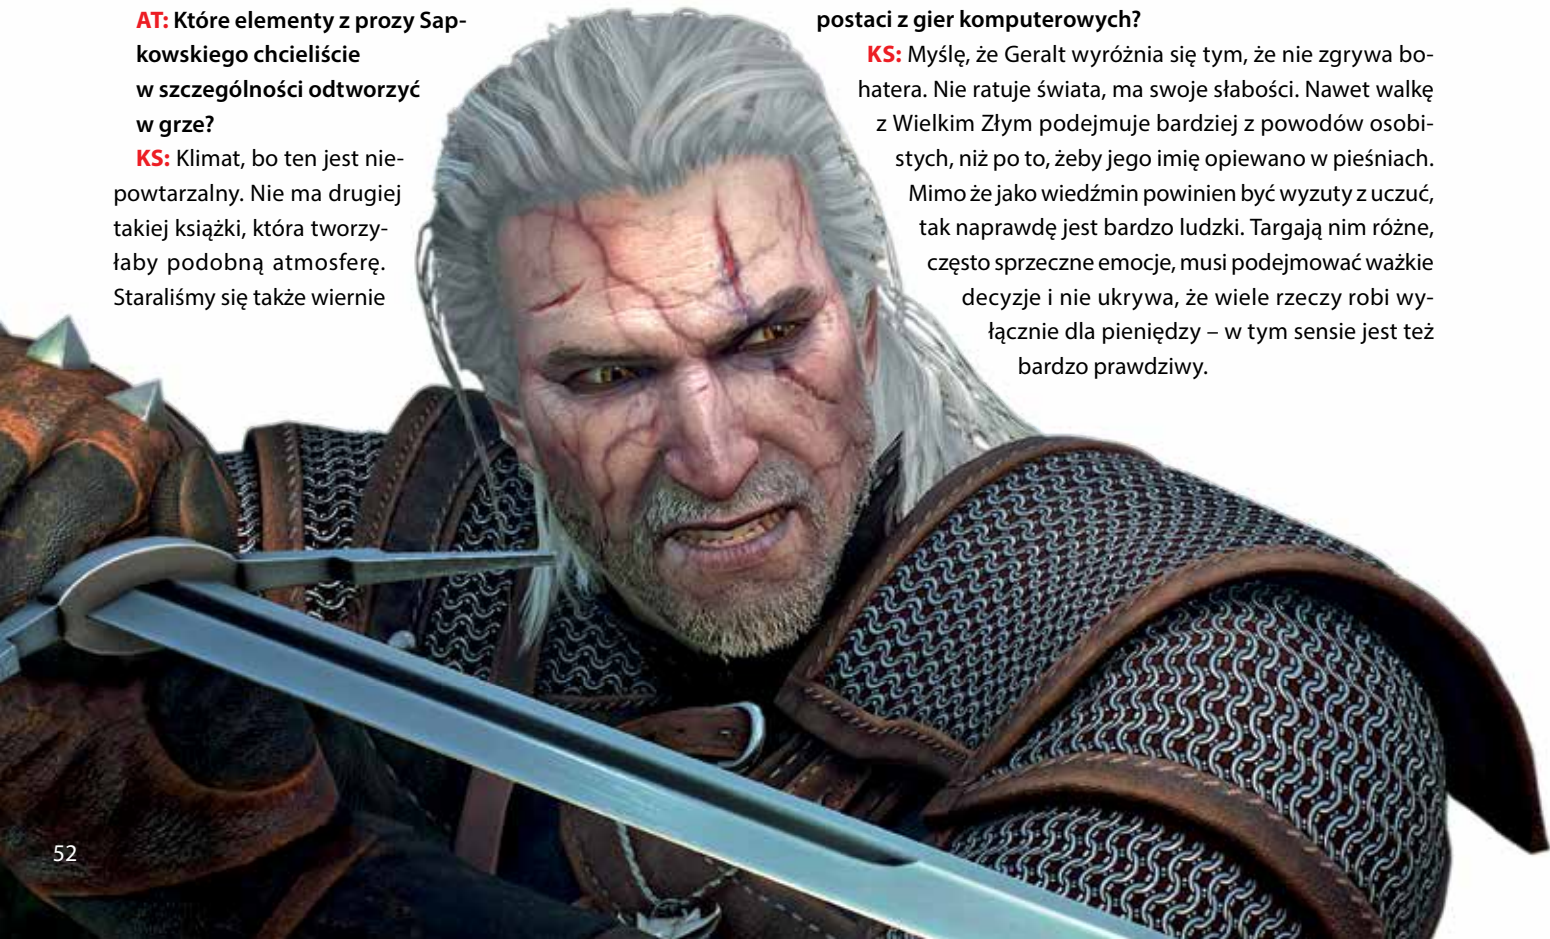 AT: Które elementy z prozy Sap-
kowskiego chcieliście
w szczególności odtworzyć
w grze?
KS: Klimat, bo ten jest nie-
powtarzalny. Nie ma drugiej
takiej książki, która tworzy-
łaby podobną atmosferę.
Staraliśmy się także wiernie
postaci z gier komputerowych?
KS: Myślę, że Geralt wyróżnia się tym, że nie zgrywa bo-
hatera. Nie ratuje świata, ma swoje słabości. Nawet walkę
z Wielkim Złym podejmuje bardziej z powodów osobi-
stych, niż po to, żeby jego imię opiewano w pieśniach.
Mimo że jako wiedźmin powinien być wyzuty z uczuć,
tak naprawdę jest bardzo ludzki. Targają nim różne,
często sprzeczne emocje, musi podejmować ważkie
decyzje i nie ukrywa, że wiele rzeczy robi wy-
łącznie dla pieniędzy – w tym sensie jest też
bardzo prawdziwy.
52